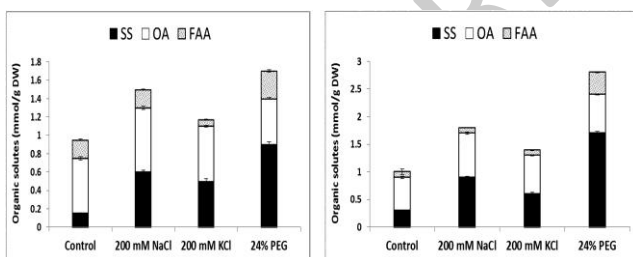 SS OA FAA
Organic solutes (mmol/g DW)
1.8
1.6
1.4
1.2
1
0.8
0.6
0.4
0.2
0
Control 200 mM NaCl 200 mM KCl 24% PEG
SS OA FAA
Organic solutes (mmol/g DW)
3
2.5
2
1.5
1
0.5
0
Control 200 mM NaCl 200 mM KCl 24% PEG